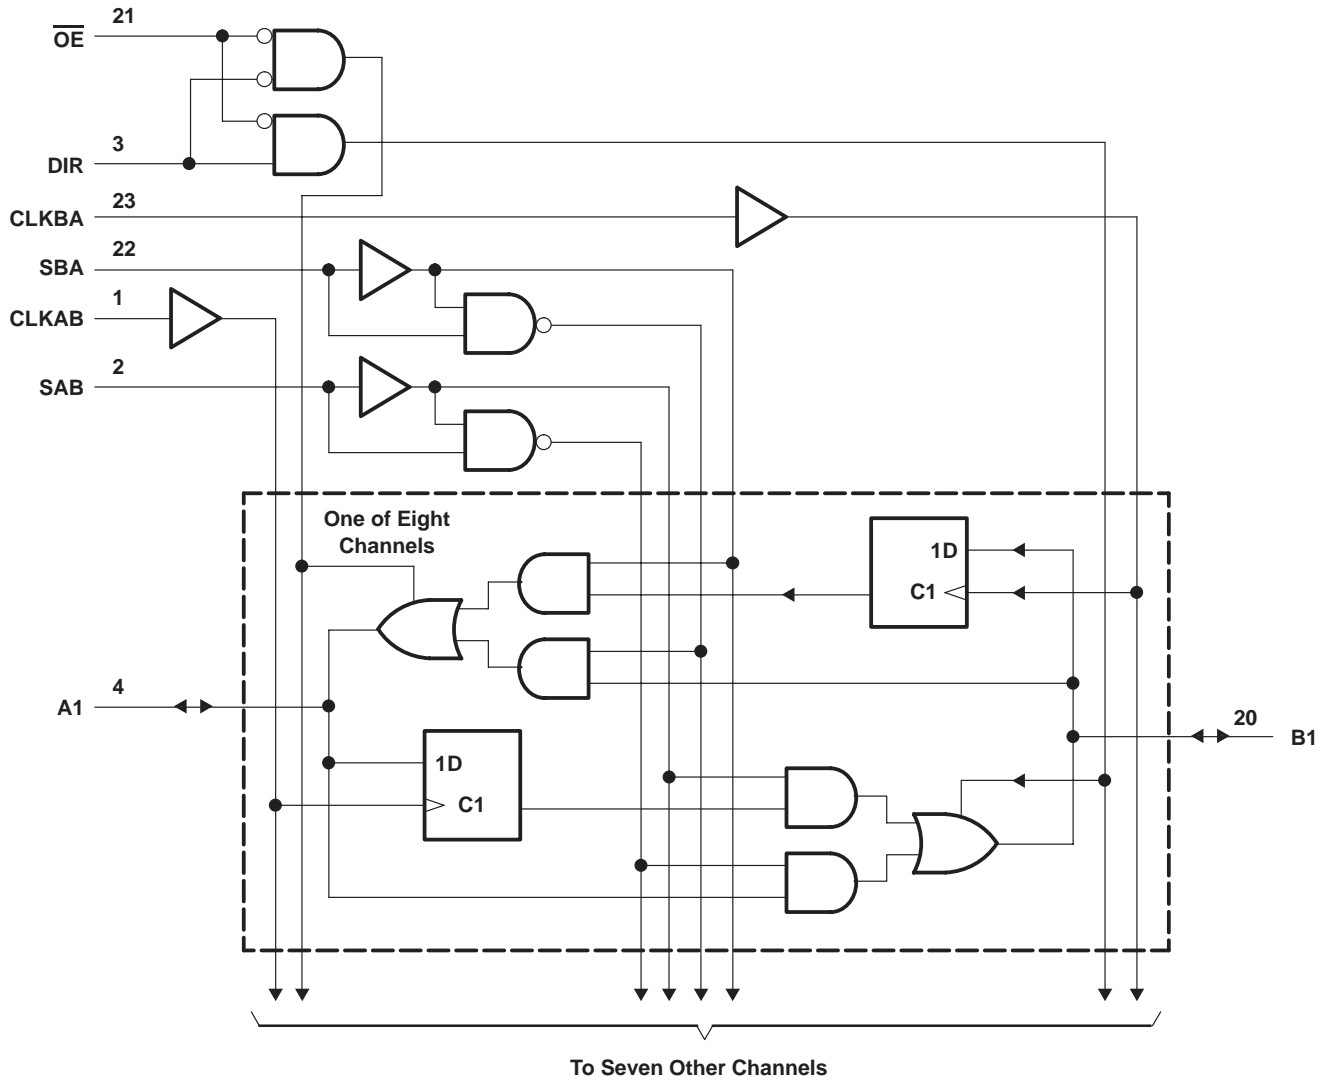 21
OE
3
DIR
23
CLKBA
22
SBA
1
CLKAB
2
SAB
One of Eight
Channels
1D
C1
4
A1
20
B1
1D
C1
To Seven Other Channels